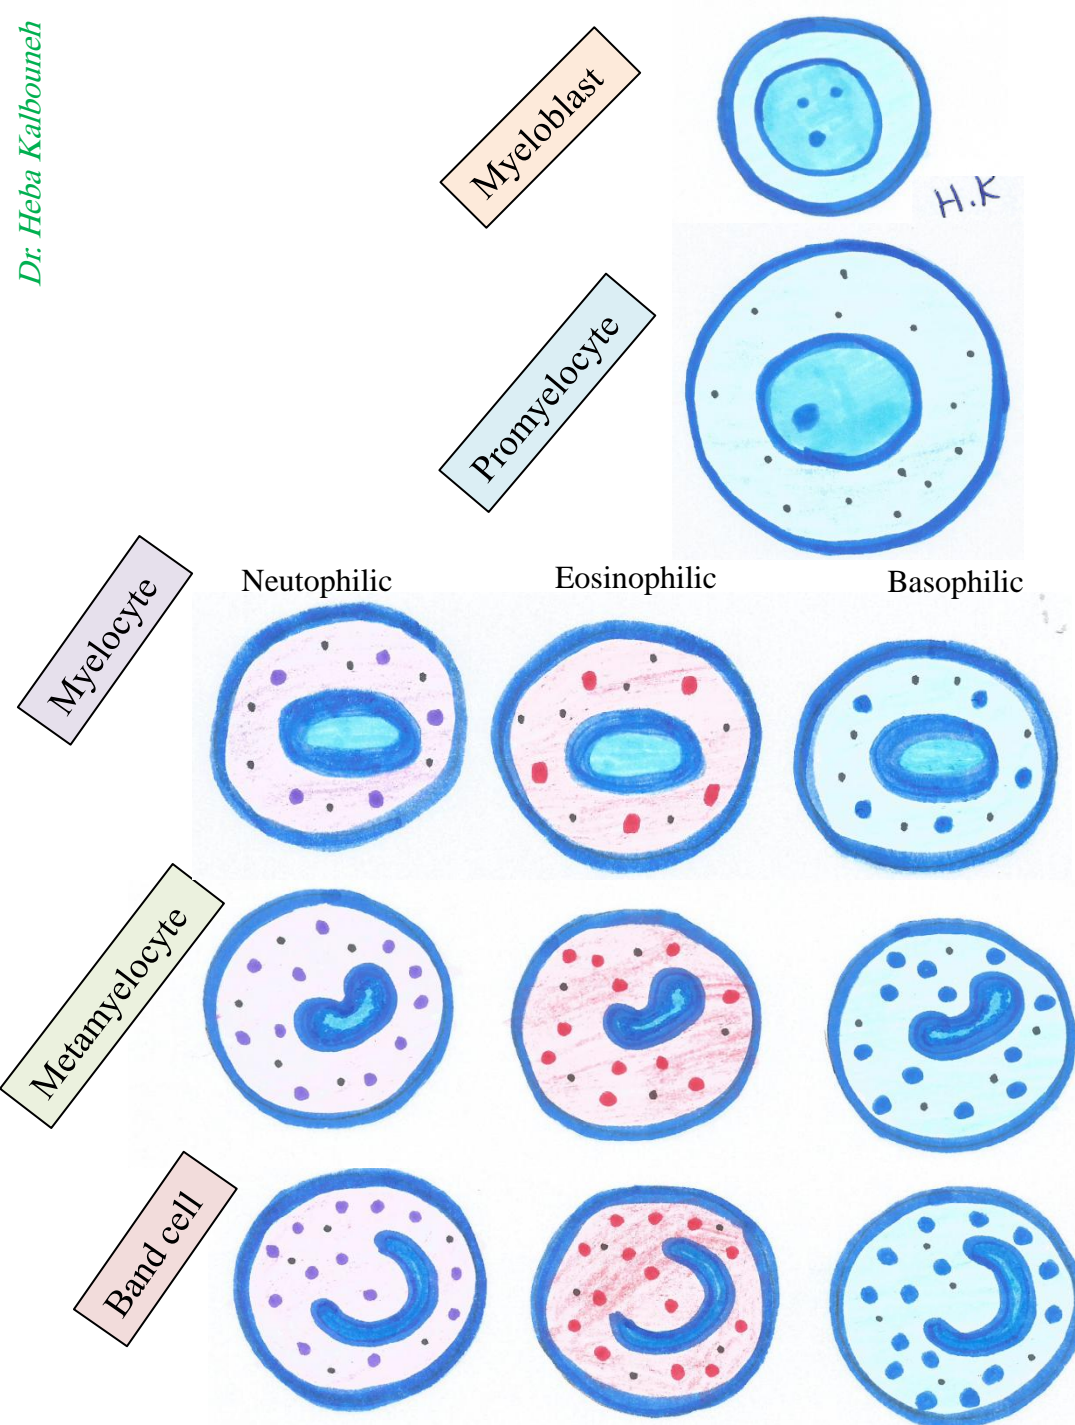 Dr. Heba Kalbouneh
Myeloblast
H.K
Promyelocyte
Myelocyte
Neutophilic
Eosinophilic
Basophilic
Metamyelocyte
Band cell